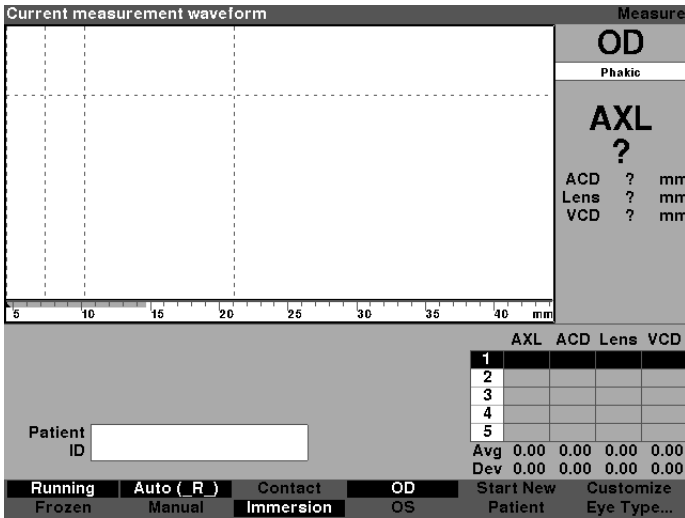 Current measurement waveform Measure
OD
Phakic
AXL
?
ACD ? mm
Lens ? mm
VCD ? mm
5 10 15 20 25 30 35 40 mm
AXL ACD Lens VCD
1
2
3
4
5
Patient
ID
Avg 0.00 0.00 0.00 0.00
Dev 0.00 0.00 0.00 0.00
Running Auto (_R_) Contact OD Start New Customize
Frozen Manual Immersion OS Patient Eye Type...